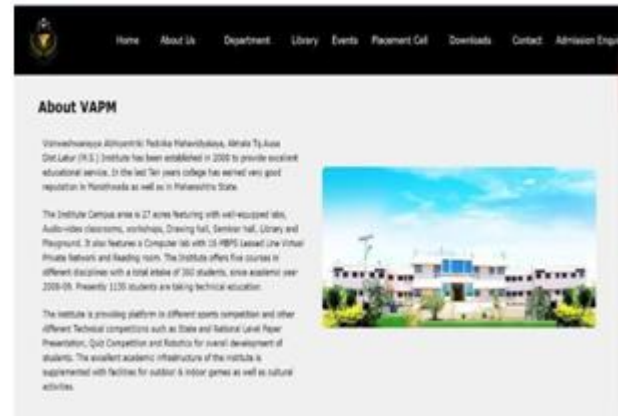 Home About Us Department Library Events Placement Cell Downloads Contact Admission Enqui
About VAPM
Vishweshwarayya Abhiyantriki Padvika Mahavidyalaya, Almala Tq.Ausa
Dist.Latur (M.S.) Institute has been established in 2008 to provide excellent
educational service. In the last Ten years college has earned very good
reputation in Marathwada as well as in Maharashtra State.
The Institute Campus area is 27 acres featuring with well-equipped labs,
Audio-video classrooms, workshops, Drawing hall, Seminar hall, Library and
Playground. It also features a Computer lab with 16 MBPS Leased Line Virtual
Private Network and Reading room. The Institute offers five courses in
different disciplines with a total intake of 360 students, since academic year
2008-09. Presently 1130 students are taking technical education.
The institute is providing platform in different sports competition and other
different Technical competitions such as State and National Level Paper
Presentation, Quiz Competition and Robotics for overall development of
students. The excellent academic infrastructure of the institute is
supplemented with facilities for outdoor & indoor games as well as cultural
activities.